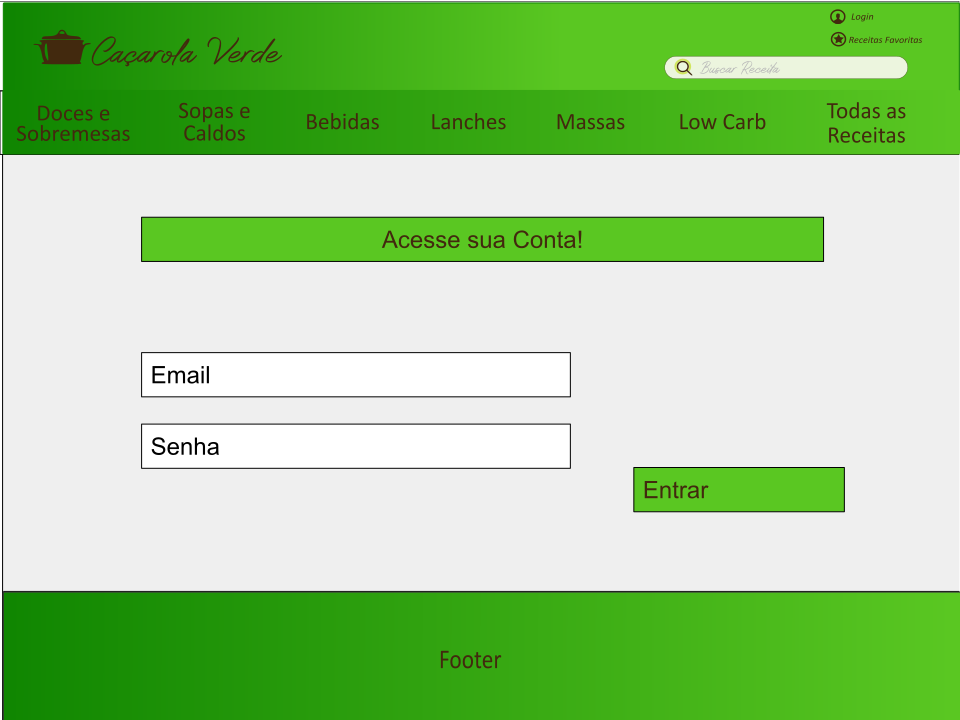 Login
Receitas Favoritas
Caçarola Verde
Buscar Receita
Doces e
Sobremesas
Sopas e
Caldos
Bebidas
Lanches
Massas
Low Carb
Todas as
Receitas
Acesse sua Conta!
Email
Senha
Entrar
Footer